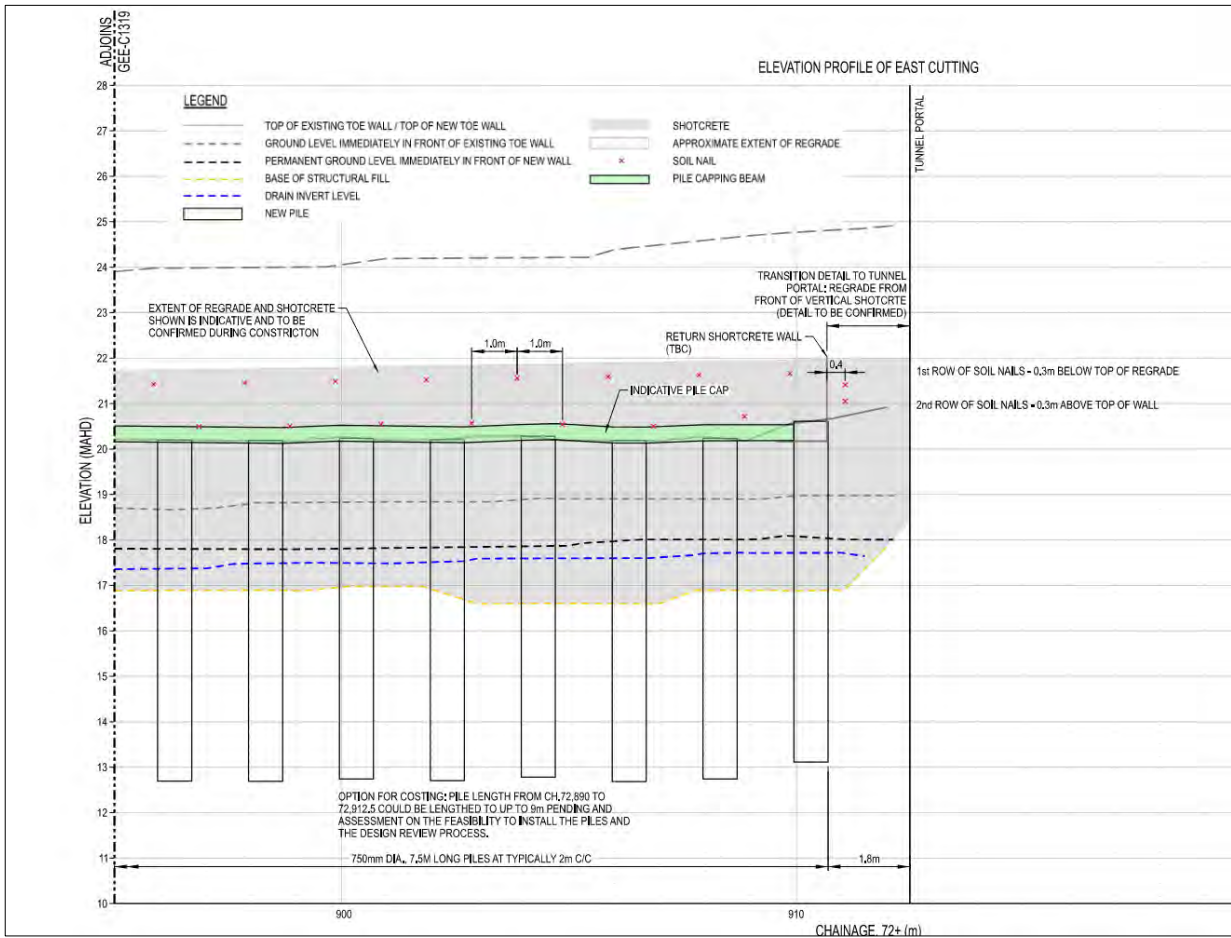 ADJOINS
GEE-C1319
ELEVATION PROFILE OF EAST CUTTING
TUNNEL PORTAL
LEGEND
TOP OF EXISTING TOE WALL / TOP OF NEW TOE WALL
GROUND LEVEL IMMEDIATELY IN FRONT OF EXISTING TOE WALL
PERMANENT GROUND LEVEL IMMEDIATELY IN FRONT OF NEW WALL
BASE OF STRUCTURAL FILL
DRAIN INVERT LEVEL
NEW PILE
SHOTCRETE
APPROXIMATE EXTENT OF REGRADE
SOIL NAIL
PILE CAPPING BEAM
TRANSITION DETAIL TO TUNNEL
PORTAL: REGRADE FROM
FRONT OF VERTICAL SHOTCRTE
(DETAIL TO BE CONFIRMED)
EXTENT OF REGRADE AND SHOTCRETE
SHOWN IS INDICATIVE AND TO BE
CONFIRMED DURING CONSTRICTON
RETURN SHORTCRETE WALL
(TBC)
1.0m
1.0m
0.4
1st ROW OF SOIL NAILS - 0.3m BELOW TOP OF REGRADE
INDICATIVE PILE CAP
2nd ROW OF SOIL NAILS - 0.3m ABOVE TOP OF WALL
ELEVATION (MAHD)
28
27
26
25
24
23
22
21
20
19
18
17
16
15
14
13
12
11
10
OPTION FOR COSTING: PILE LENGTH FROM CH.72,890 TO
72,912.5 COULD BE LENGTHED TO UP TO 9m PENDING AND
ASSESSMENT ON THE FEASIBILITY TO INSTALL THE PILES AND
THE DESIGN REVIEW PROCESS.
750mm DIA., 7.5M LONG PILES AT TYPICALLY 2m C/C
1.8m
900
910
CHAINAGE, 72+ (m)